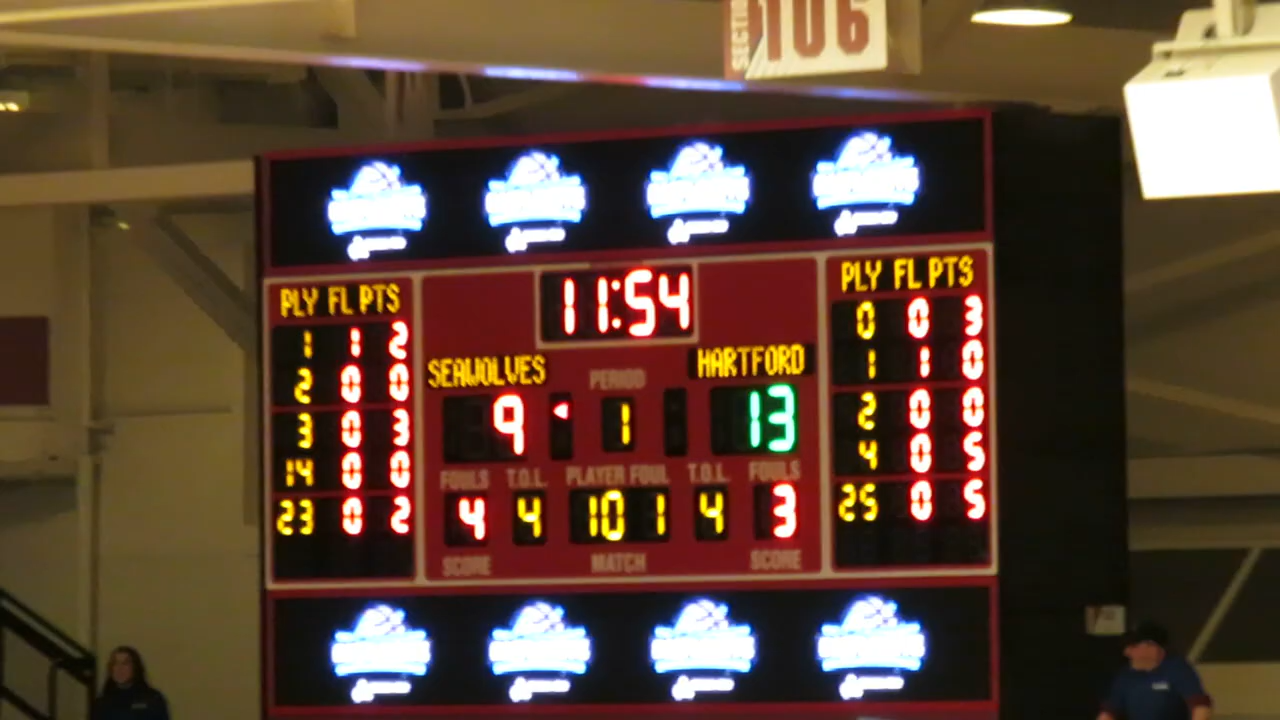 SECTION 106
PLY FL PTS
1 1 2
2 0 0
3 0 3
14 0 0
23 0 2
11:54
SEAWOLVES PERIOD HARTFORD
9 1 13
FOULS T.O.L. PLAYER FOUL T.O.L. FOULS
4 4 10 1 4 3
SCORE MATCH SCORE
PLY FL PTS
0 0 3
1 1 0
2 0 0
4 0 5
25 0 5